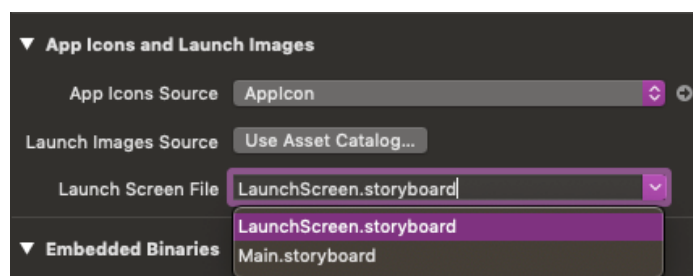 App Icons and Launch Images
App Icons Source AppIcon
Launch Images Source Use Asset Catalog...
Launch Screen File LaunchScreen.storyboard
LaunchScreen.storyboard
Embedded Binaries Main.storyboard